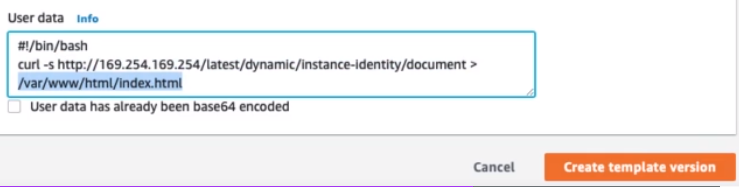 User data Info
#!/bin/bash
curl -s http://169.254.169.254/latest/dynamic/instance-identity/document >
/var/www/html/index.html
User data has already been base64 encoded
Cancel Create template version